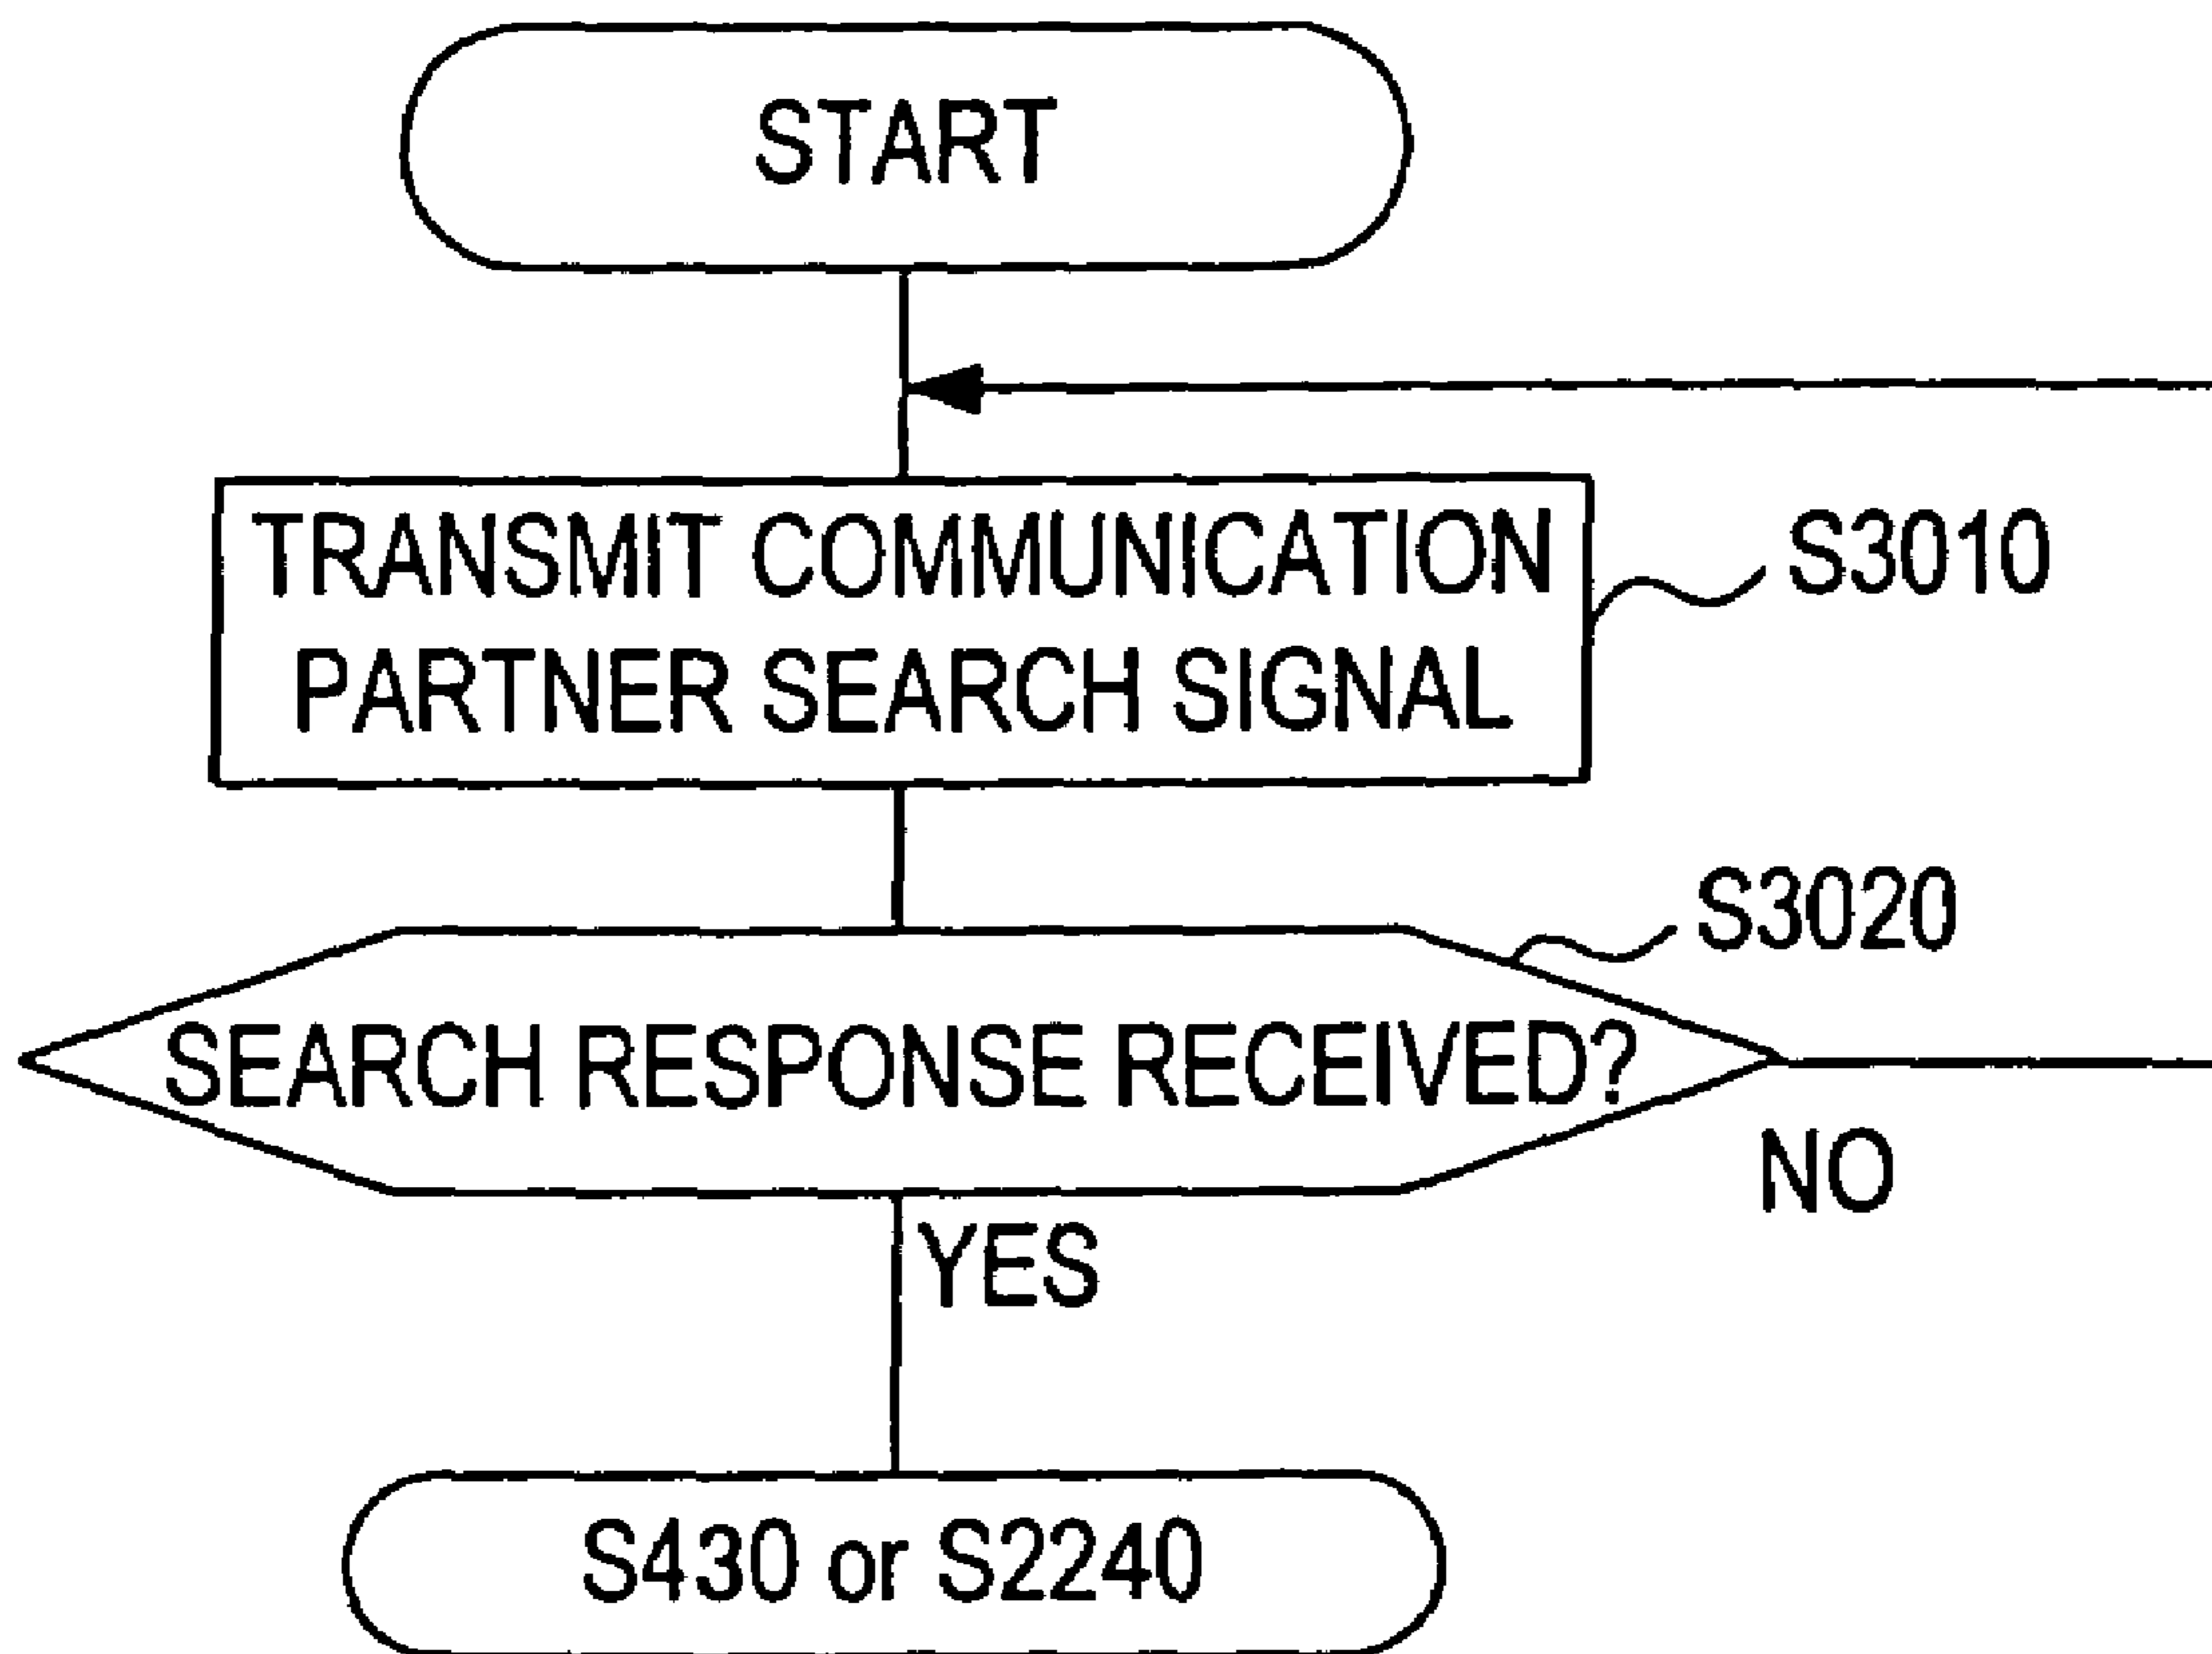 START
TRANSMIT COMMUNICATION
PARTNER SEARCH SIGNAL
S3010
S3020
SEARCH RESPONSE RECEIVED?
NO
YES
S430 or S2240